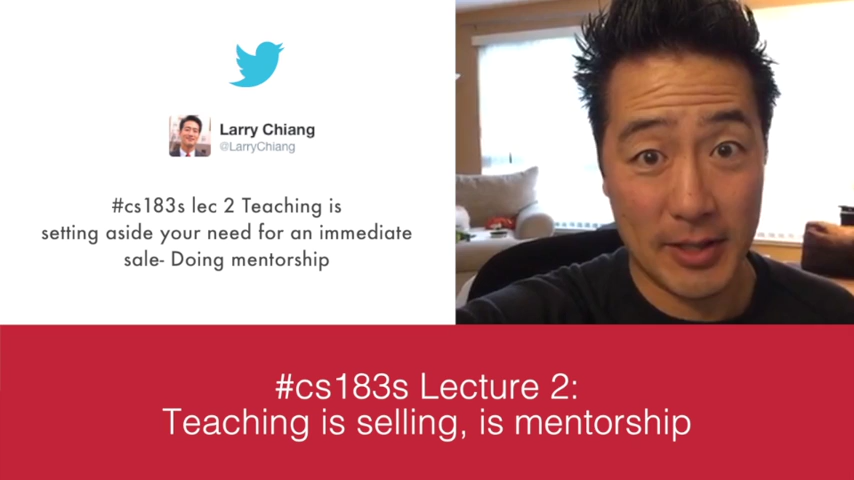 Larry Chiang
@LarryChiang
#cs183s lec 2 Teaching is
setting aside your need for an immediate
sale- Doing mentorship
#cs183s Lecture 2:
Teaching is selling, is mentorship